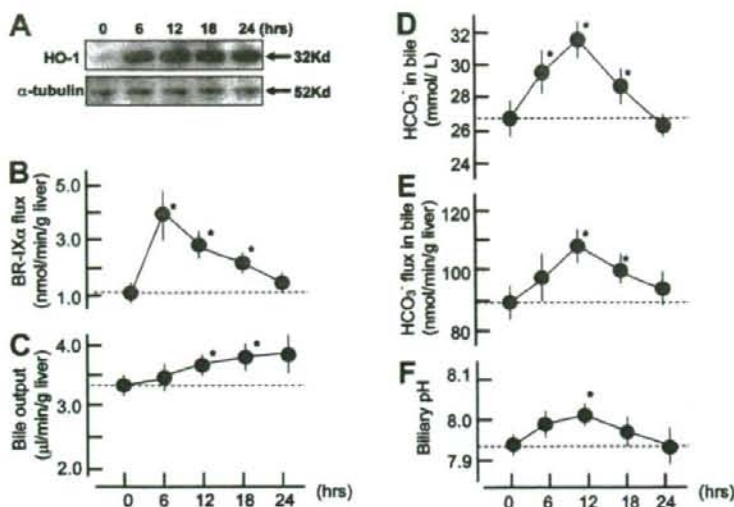 A
0 6 12 18 24 (hrs)
HO-1
32Kd
α-tubulin
52Kd
B
BR-IXα flux
(nmol/min/g liver)
5.0
3.0
1.0
*
*
*
C
Bile output
(μl/min/g liver)
4.0
3.0
2.0
*
*
0 6 12 18 24 (hrs)
D
HCO₃⁻ in bile
(mmol/ L)
32
30
28
26
24
*
*
*
E
HCO₃⁻ flux in bile
(nmol/min/g liver)
120
100
80
*
*
F
Biliary pH
8.1
8.0
7.9
*
0 6 12 18 24 (hrs)